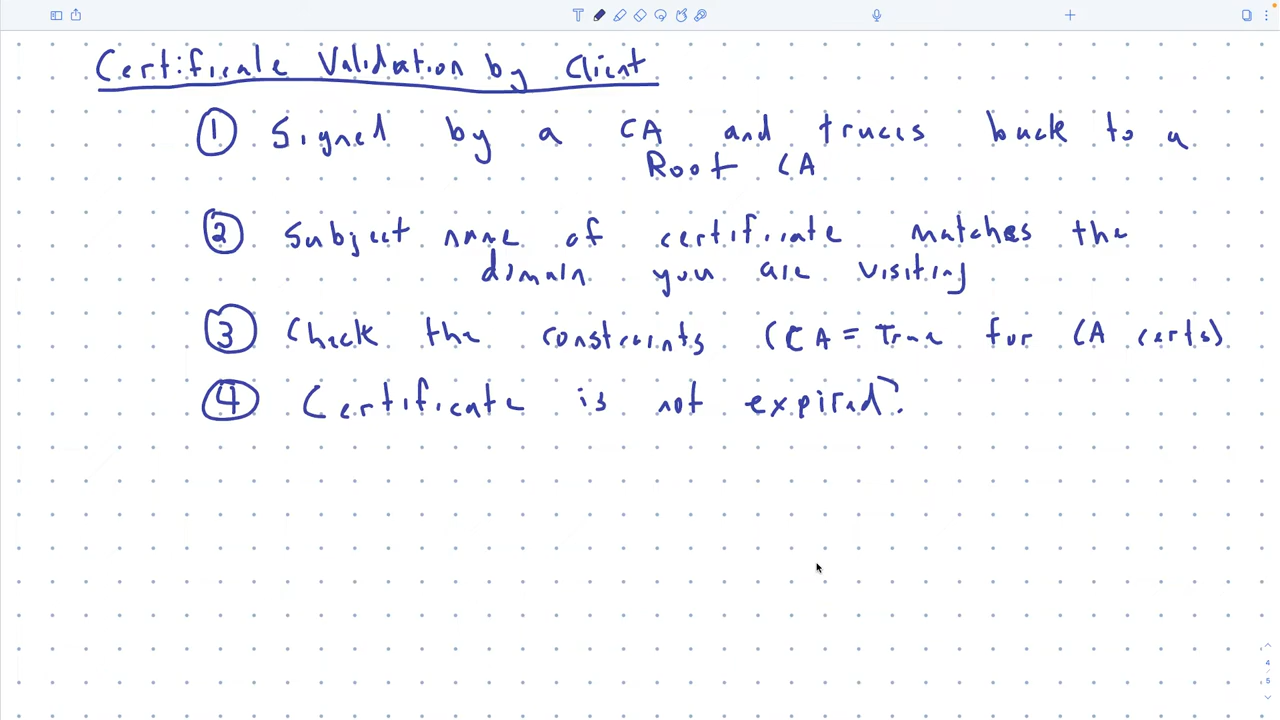 Certificate Validation by Client
1 Signed by a CA and traces back to a
Root CA
2 Subject name of certificate matches the
domain you are visiting
3 Check the constraints (CA = True for CA certs)
4 Certificate is not expired?
4
5